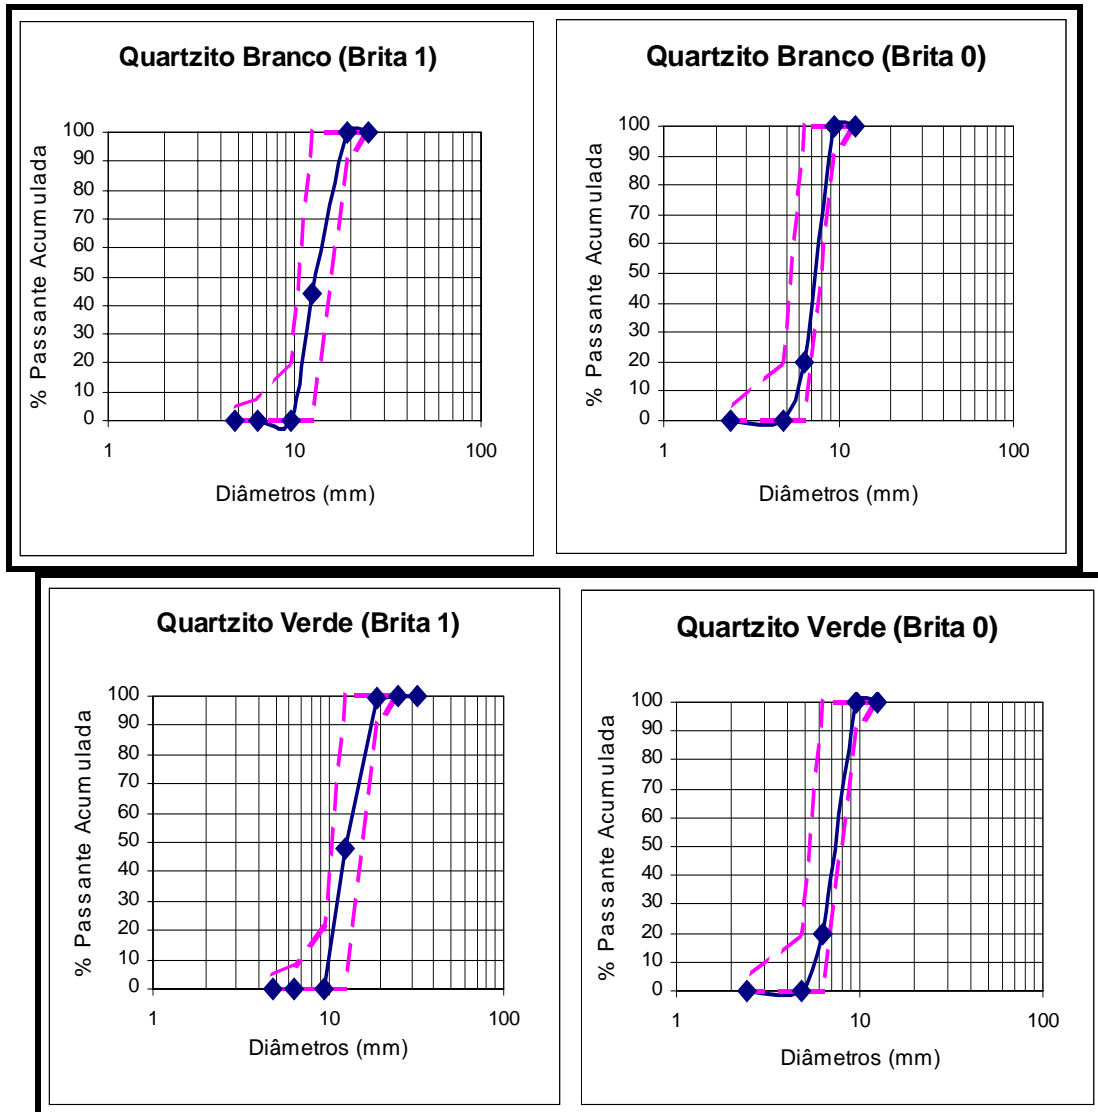 Quartzito Branco (Brita 1)
% Passante Acumulada
100
90
80
70
60
50
40
30
20
10
0
1 10 100
Diâmetros (mm)
Quartzito Branco (Brita 0)
% Passante Acumulada
100
90
80
70
60
50
40
30
20
10
0
1 10 100
Diâmetros (mm)
Quartzito Verde (Brita 1)
% Passante Acumulada
100
90
80
70
60
50
40
30
20
10
0
1 10 100
Diâmetros (mm)
Quartzito Verde (Brita 0)
% Passante Acumulada
100
90
80
70
60
50
40
30
20
10
0
1 10 100
Diâmetros (mm)